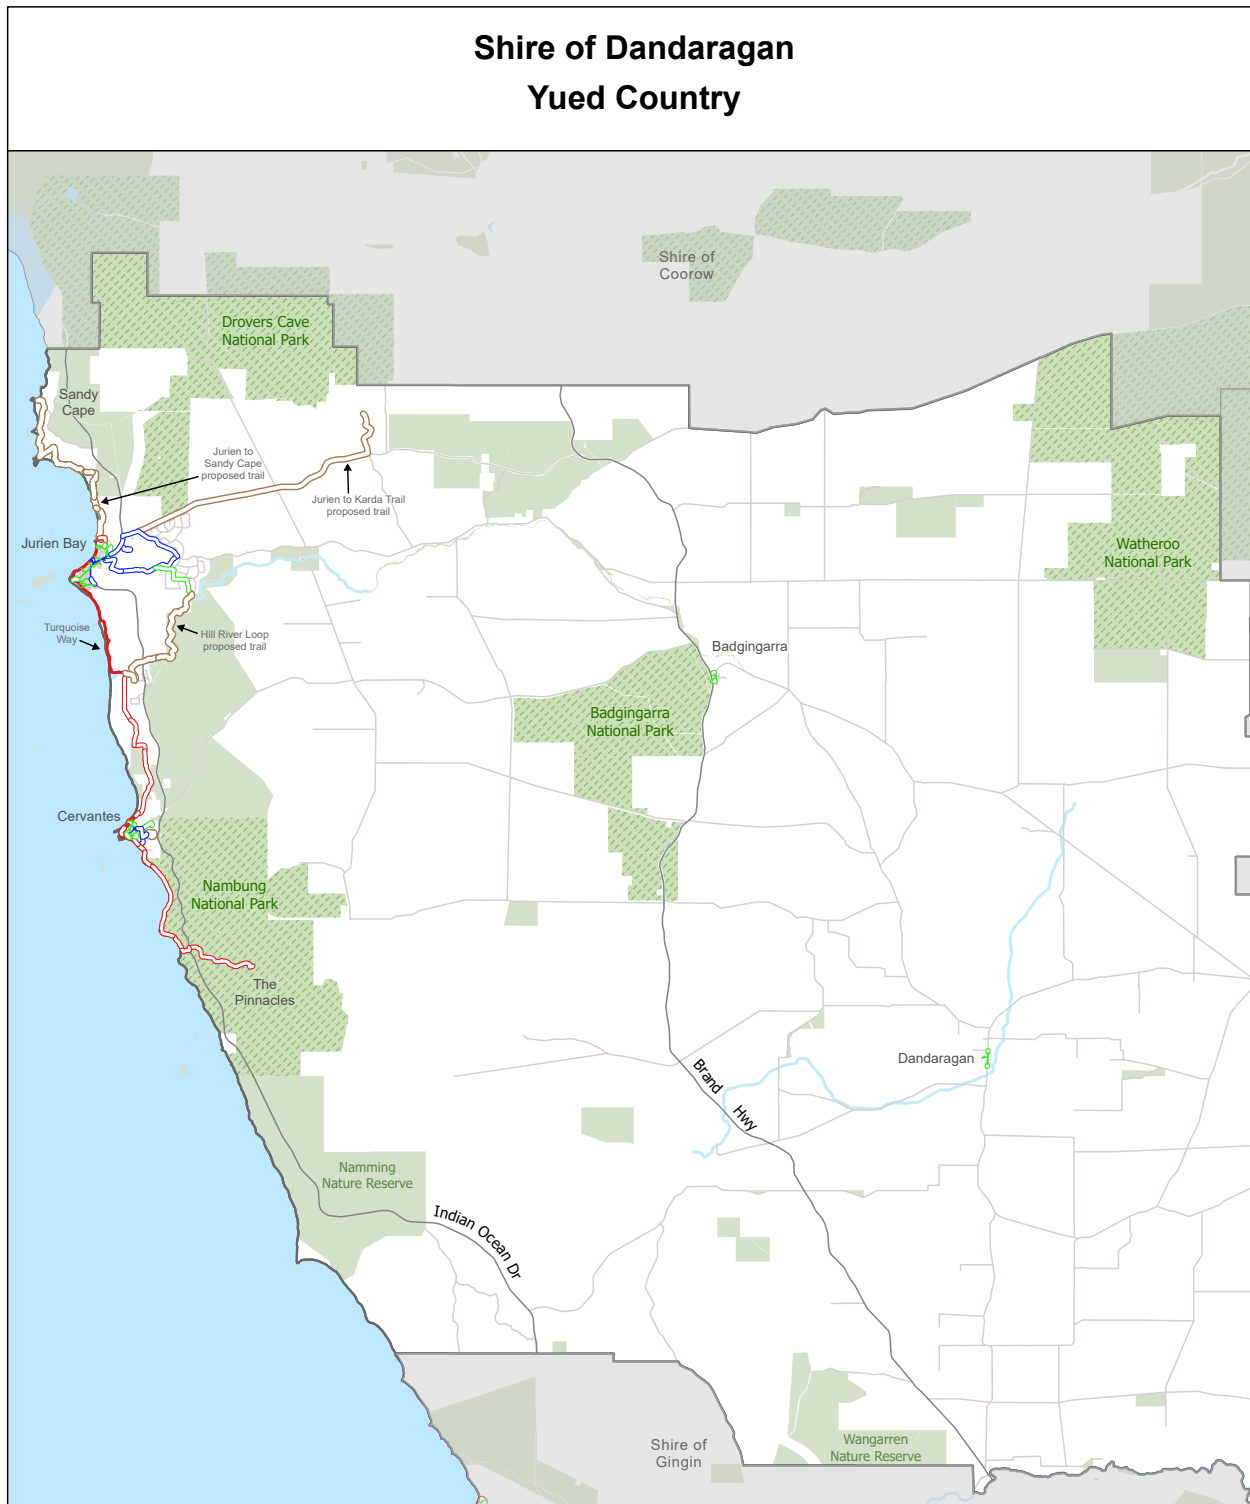 Shire of Dandaragan
Yued Country
Shire of
Coorow
Drovers Cave
National Park
Sandy
Cape
Jurien to
Sandy Cape
proposed trail
Jurien to Karda Trail
proposed trail
Jurien Bay
Watheroo
National Park
Turquoise
Way
Hill River Loop
proposed trail
Badgingarra
Badgingarra
National Park
Cervantes
Nambung
National Park
The
Pinnacles
Dandaragan
Brand Hwy
Namming
Nature Reserve
Indian Ocean Dr
Shire of
Gingin
Wangarren
Nature Reserve